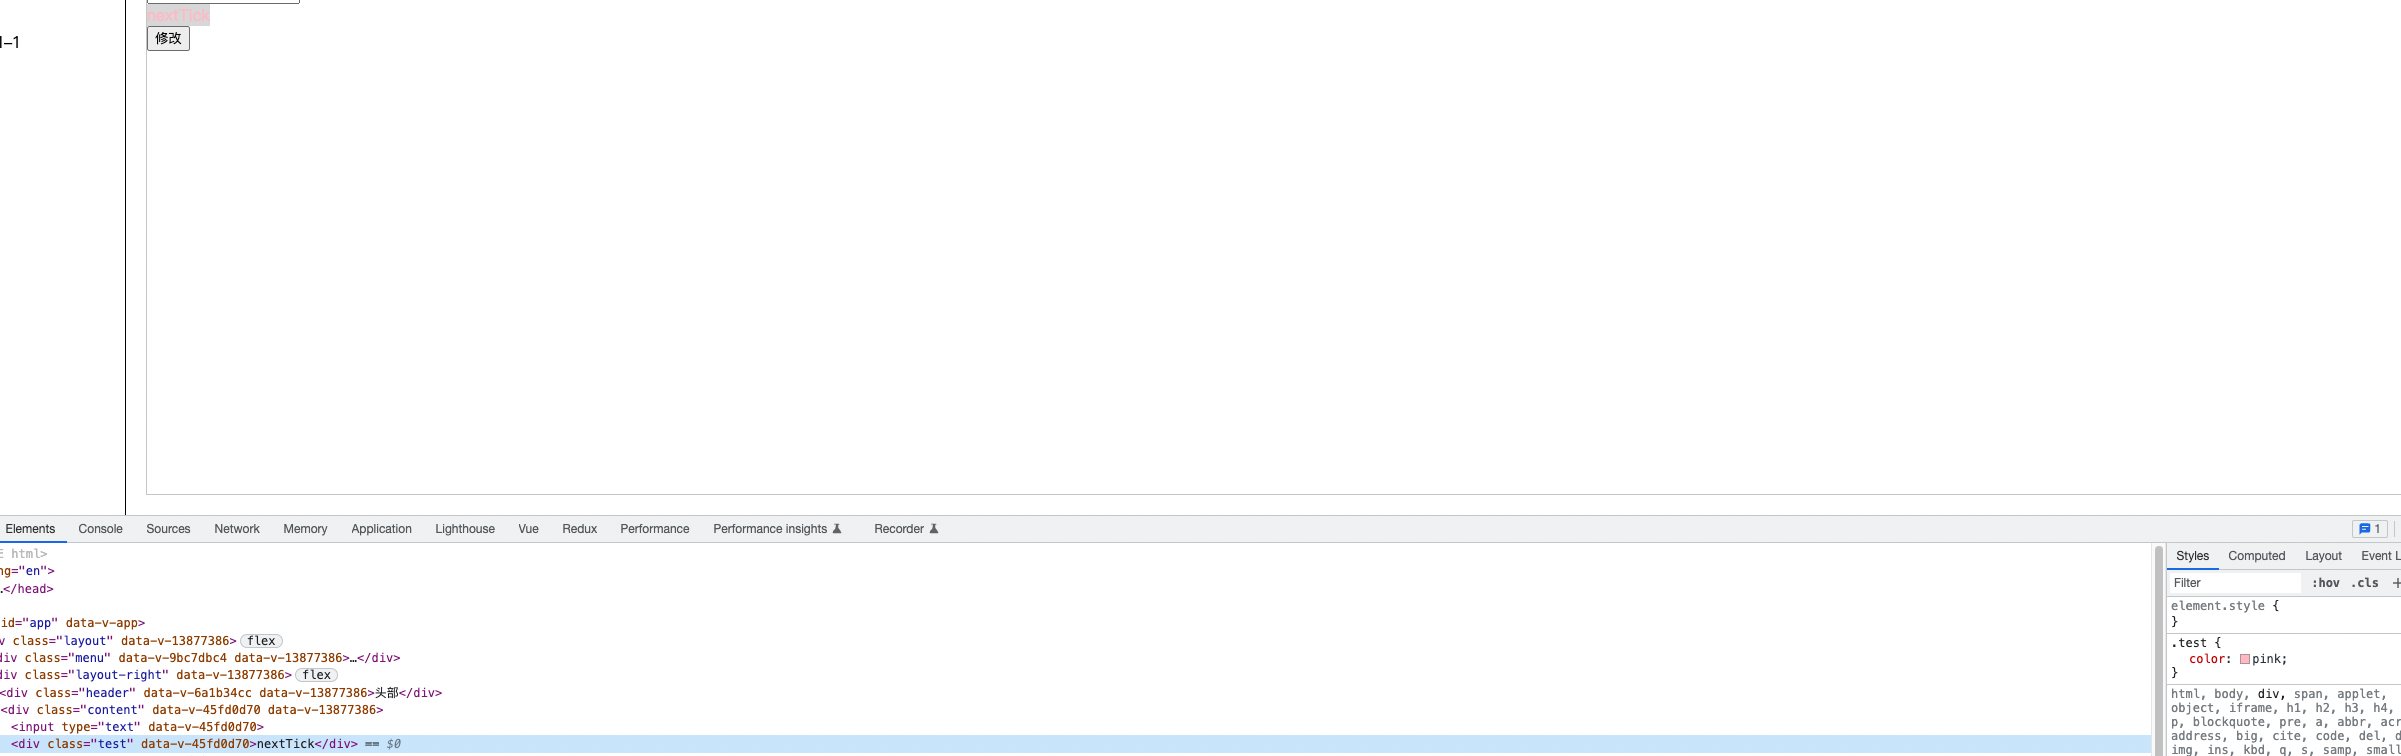 nextTick
l-1
修改
Elements Console Sources Network Memory Application Lighthouse Vue Redux Performance Performance insights Recorder 1
E html>
ng="en">
…</head>
id="app" data-v-app>
v class="layout" data-v-13877386> flex
div class="menu" data-v-9bc7dbc4 data-v-13877386>…</div>
div class="layout-right" data-v-13877386> flex
<div class="header" data-v-6a1b34cc data-v-13877386>头部</div>
<div class="content" data-v-45fd0d70 data-v-13877386>
<input type="text" data-v-45fd0d70>
<div class="test" data-v-45fd0d70>nextTick</div> == $0
Styles Computed Layout Event L
Filter :hov .cls +
element.style {
}
.test {
color: pink;
}
html, body, div, span, applet,
object, iframe, h1, h2, h3, h4,
p, blockquote, pre, a, abbr, acr
address, big, cite, code, del, d
img, ins, kbd, q, s, samp, small